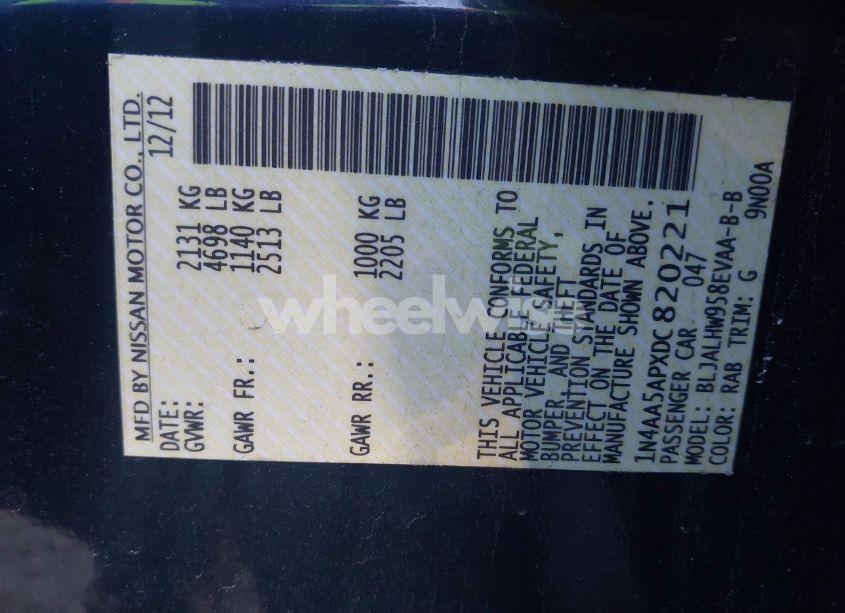 MFD BY NISSAN MOTOR CO., LTD.
DATE: 12/12
GVWR: 2131 KG
4698 LB
GAWR FR.: 1140 KG
2513 LB
GAWR RR.: 1000 KG
2205 LB
THIS VEHICLE CONFORMS TO
ALL APPLICABLE FEDERAL
MOTOR VEHICLE SAFETY,
BUMPER, AND THEFT
PREVENTION STANDARDS IN
EFFECT ON THE DATE OF
MANUFACTURE SHOWN ABOVE.
1N4AA5APXDC820221
PASSENGER CAR 047
MODEL: BLJALHW958EVAA-B-B
COLOR: RAB TRIM: G 9N00A